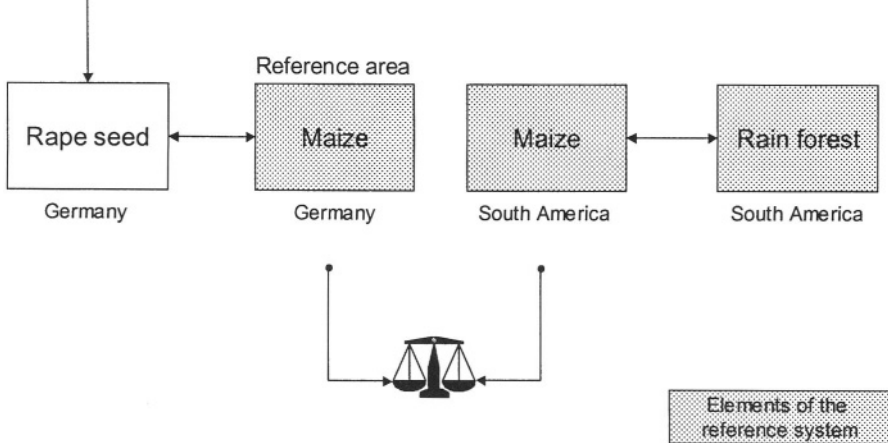 Reference area
Rape seed
Maize
Maize
Rain forest
Germany
Germany
South America
South America
Elements of the
reference system